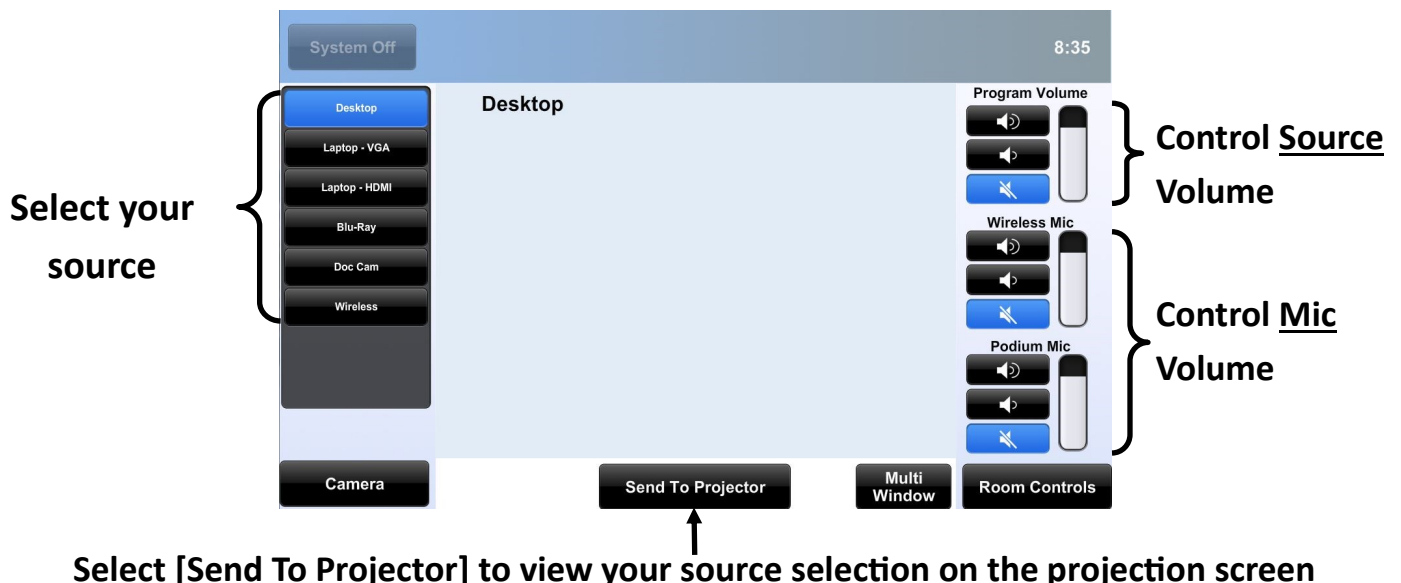 System Off
8:35
Select your
source
Desktop
Laptop - VGA
Laptop - HDMI
Blu-Ray
Doc Cam
Wireless
Desktop
Program Volume
Wireless Mic
Podium Mic
Control Source
Volume
Control Mic
Volume
Camera
Send To Projector
Multi
Window
Room Controls
Select [Send To Projector] to view your source selection on the projection screen